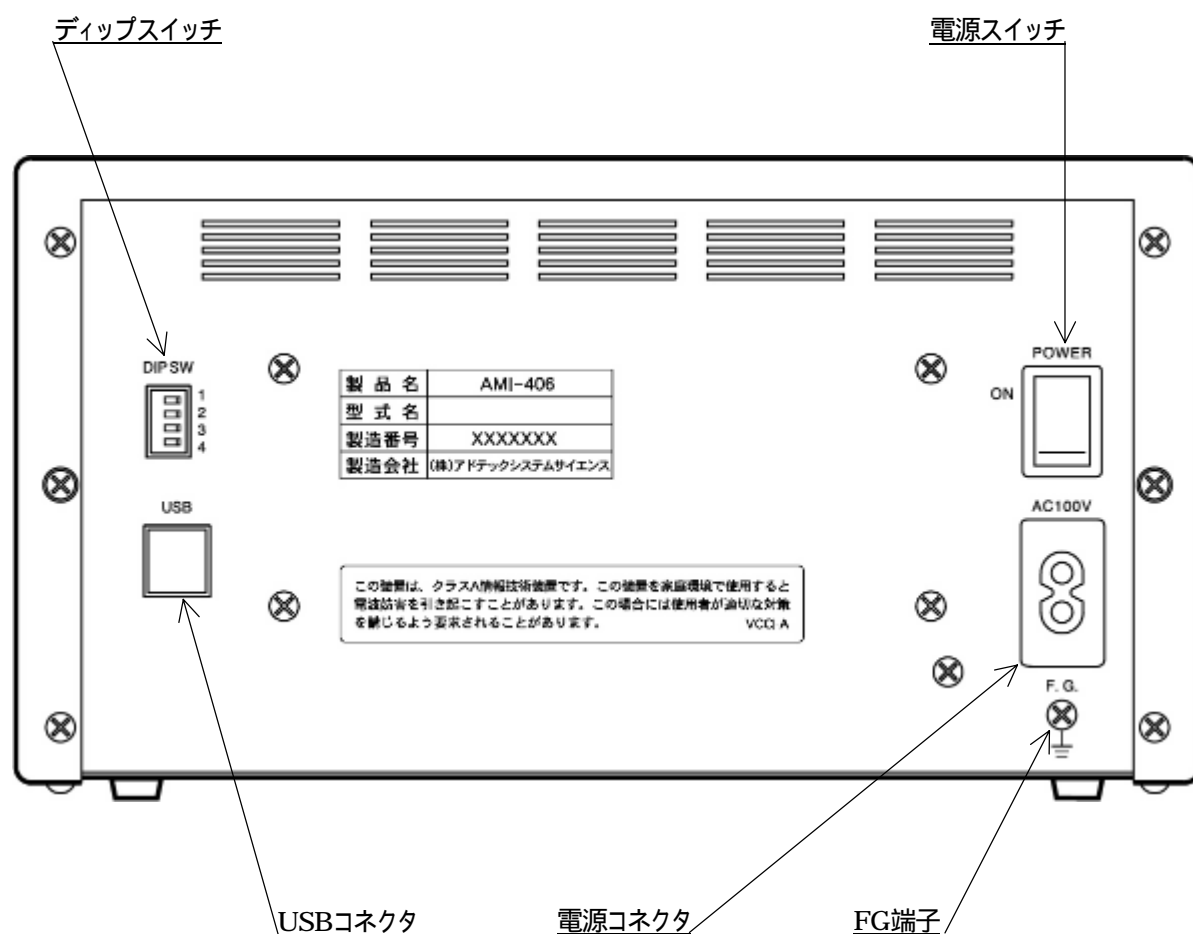 ディップスイッチ
電源スイッチ
DIPSW
1
2
3
4
POWER
ON
製品名 AMI-406
型式名
製造番号 XXXXXXX
製造会社 (株)アドテックシステムサイエンス
USB
AC100V
この装置は、クラスA情報技術装置です。この装置を家庭環境で使用すると
電波妨害を引き起こすことがあります。この場合には使用者が適切な対策
を講じるよう要求されることがあります。 VCCI A
F. G.
USBコネクタ
電源コネクタ
FG端子